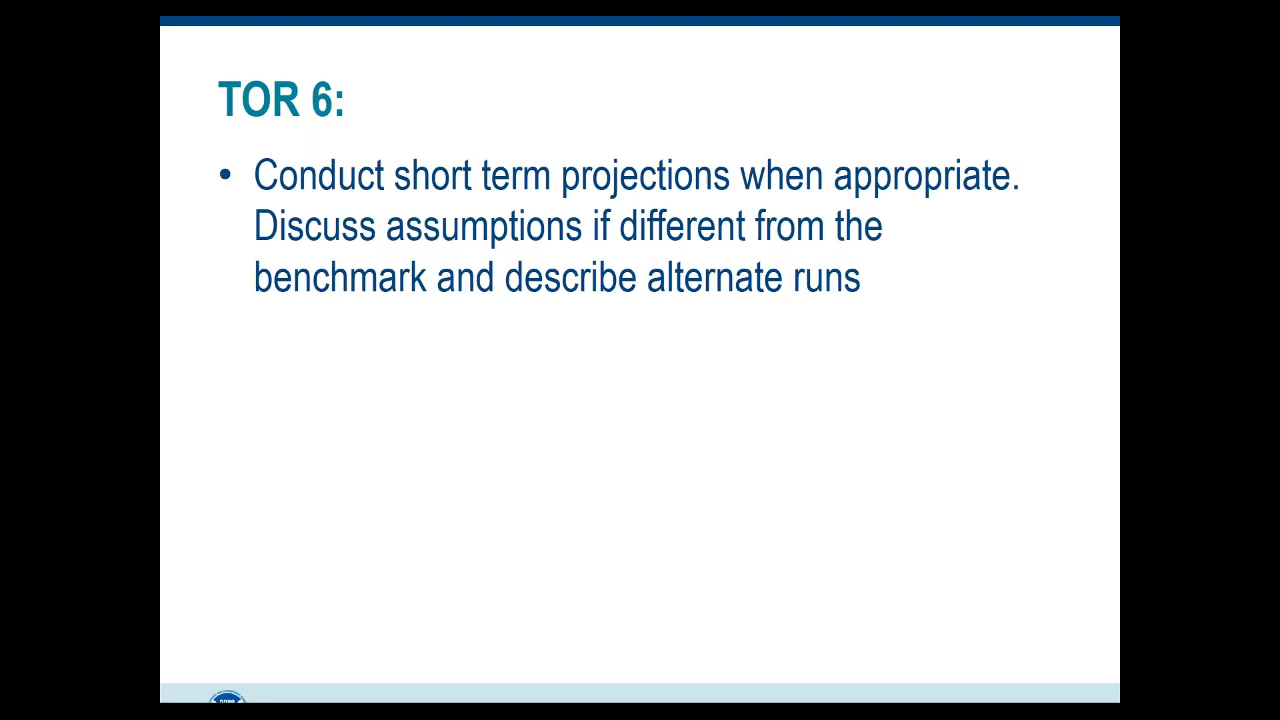 TOR 6:
• Conduct short term projections when appropriate.
Discuss assumptions if different from the
benchmark and describe alternate runs